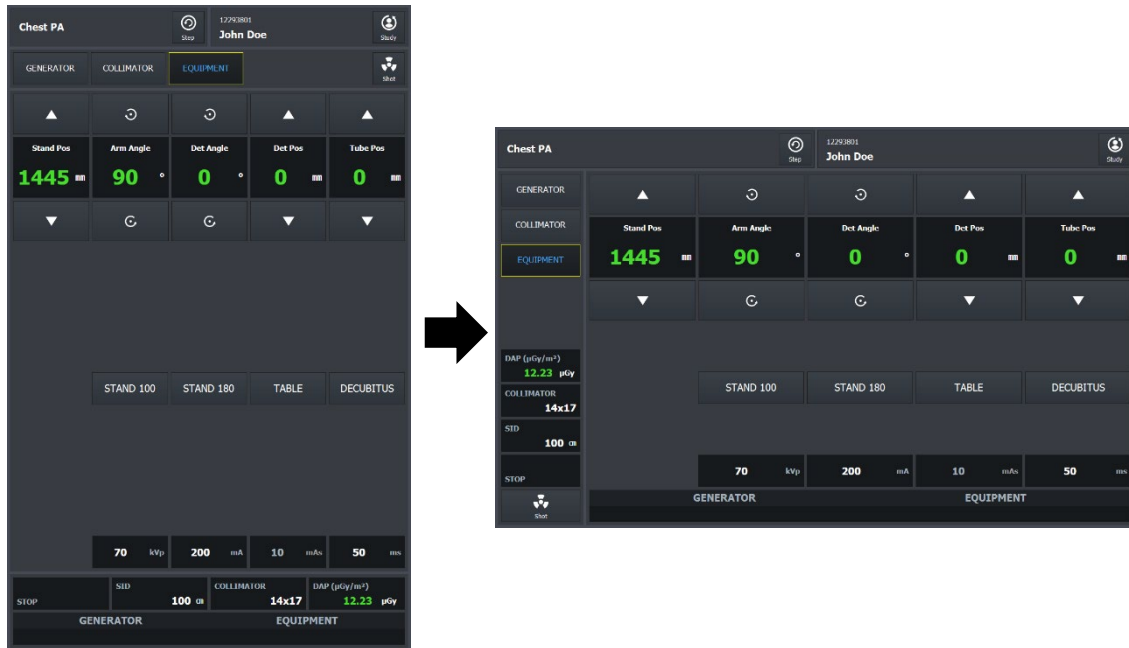 Chest PA
Step
12293801
John Doe
Study
GENERATOR COLLIMATOR EQUIPMENT
Shot
Stand Pos Arm Angle Det Angle Det Pos Tube Pos
1445 mm 90 ° 0 ° 0 mm 0 mm
STAND 100 STAND 180 TABLE DECUBITUS
70 kVp 200 mA 10 mAs 50 ms
STOP
SID
100 cm
COLLIMATOR
14x17
DAP (µGy/m²)
12.23 µGy
GENERATOR EQUIPMENT
Chest PA
Step
12293801
John Doe
Study
GENERATOR
COLLIMATOR
EQUIPMENT
Stand Pos Arm Angle Det Angle Det Pos Tube Pos
1445 mm 90 ° 0 ° 0 mm 0 mm
DAP (µGy/m²)
12.23 µGy
COLLIMATOR
14x17
SID
100 cm
STOP
Shot
STAND 100 STAND 180 TABLE DECUBITUS
70 kVp 200 mA 10 mAs 50 ms
GENERATOR EQUIPMENT